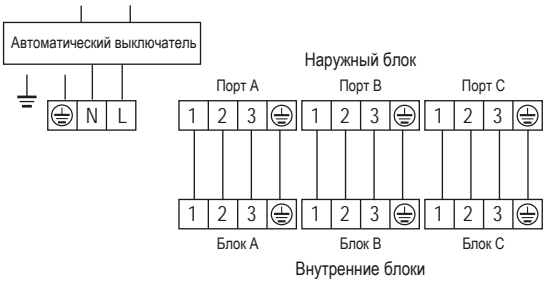 Автоматический выключатель
N L
Наружный блок
Порт A Порт B Порт C
1 2 3 1 2 3 1 2 3
1 2 3 1 2 3 1 2 3
Блок A Блок B Блок C
Внутренние блоки